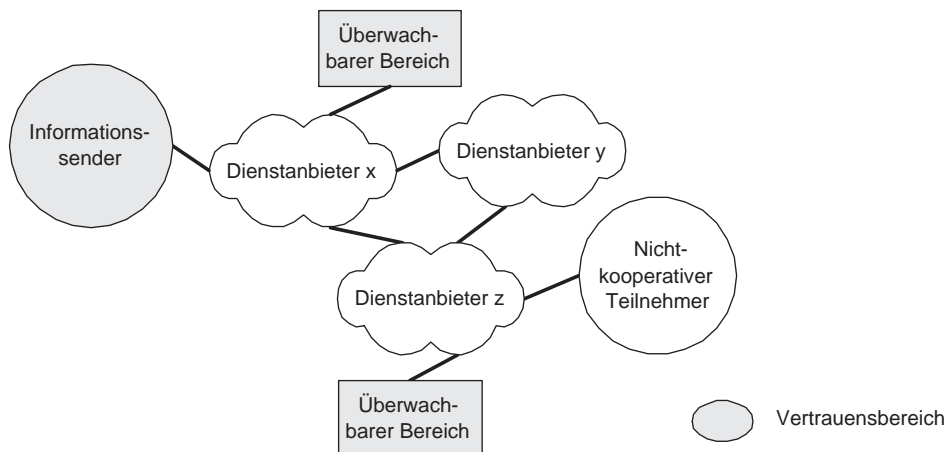 Überwach-
barer Bereich
Informations-
sender
Dienstanbieter x
Dienstanbieter y
Nicht-
kooperativer
Teilnehmer
Dienstanbieter z
Überwach-
barer Bereich
Vertrauensbereich